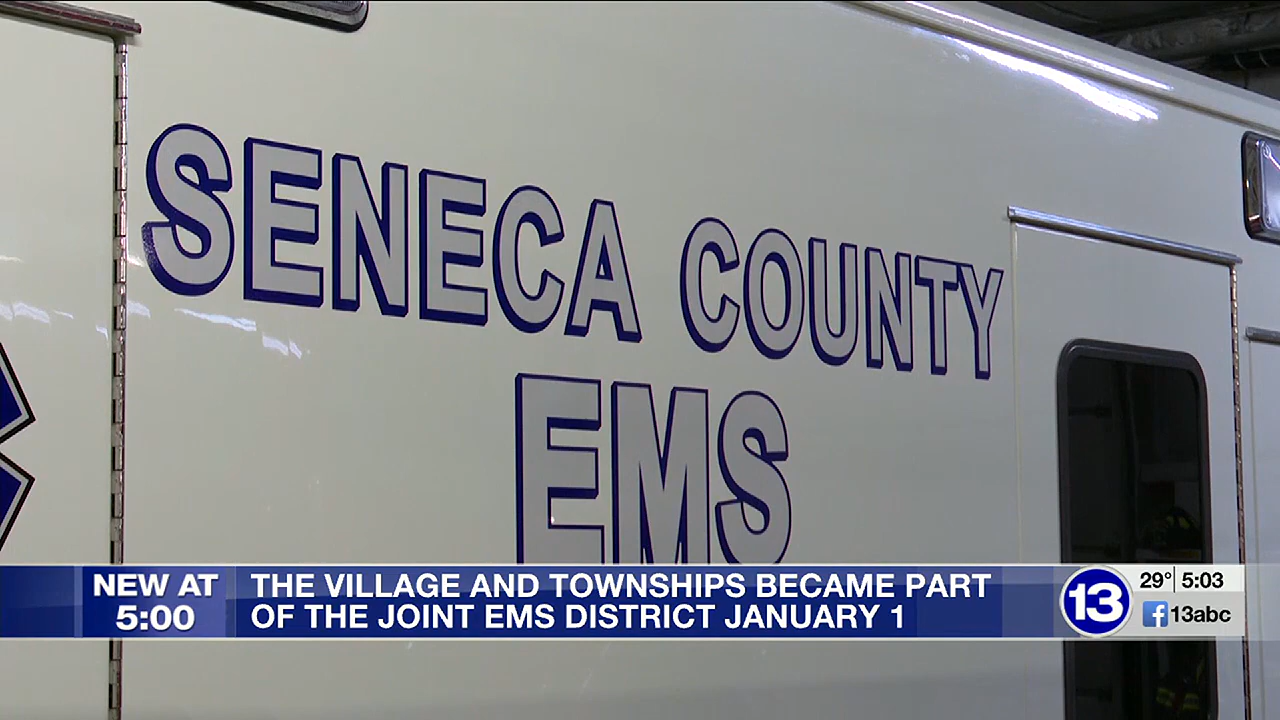 SENECA COUNTY
EMS
NEW AT
5:00
THE VILLAGE AND TOWNSHIPS BECAME PART
OF THE JOINT EMS DISTRICT JANUARY 1
13
29° 5:03
f 13abc